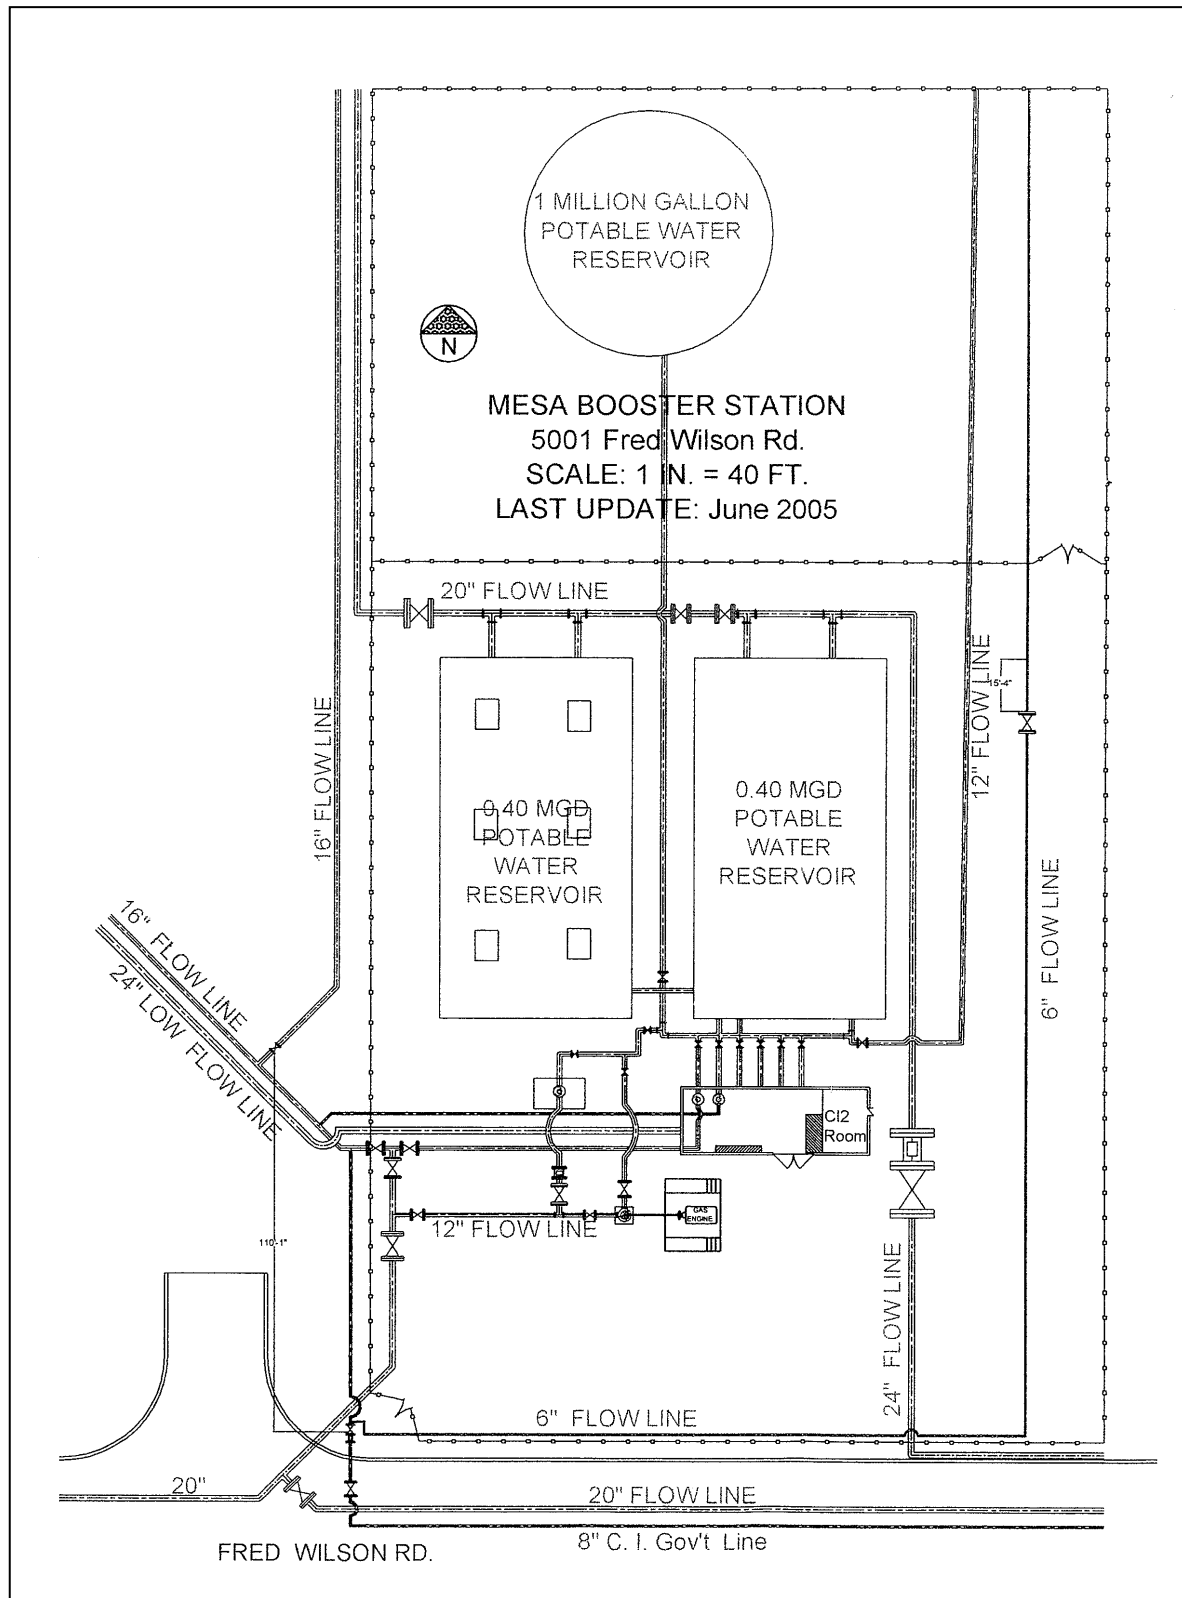 1 MILLION GALLON
POTABLE WATER
RESERVOIR
N
MESA BOOSTER STATION
5001 Fred Wilson Rd.
SCALE: 1 IN. = 40 FT.
LAST UPDATE: June 2005
20" FLOW LINE
16" FLOW LINE
12" FLOW LINE
15'-4"
0.40 MGD
POTABLE
WATER
RESERVOIR
0.40 MGD
POTABLE
WATER
RESERVOIR
6" FLOW LINE
16" FLOW LINE
24" LOW FLOW LINE
Cl2
Room
GAS
ENGINE
12" FLOW LINE
110'-1"
24" FLOW LINE
6" FLOW LINE
20"
20" FLOW LINE
8" C. I. Gov't Line
FRED WILSON RD.